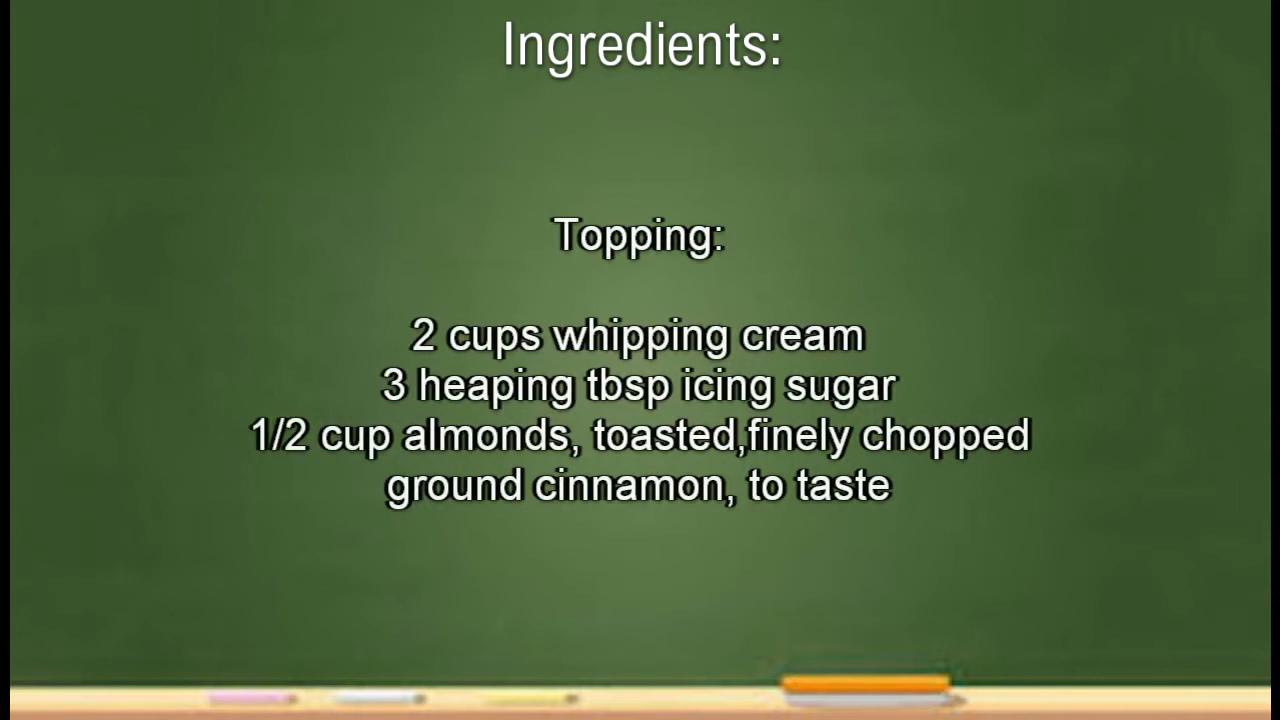 Ingredients:
Topping:
2 cups whipping cream
3 heaping tbsp icing sugar
1/2 cup almonds, toasted,finely chopped
ground cinnamon, to taste